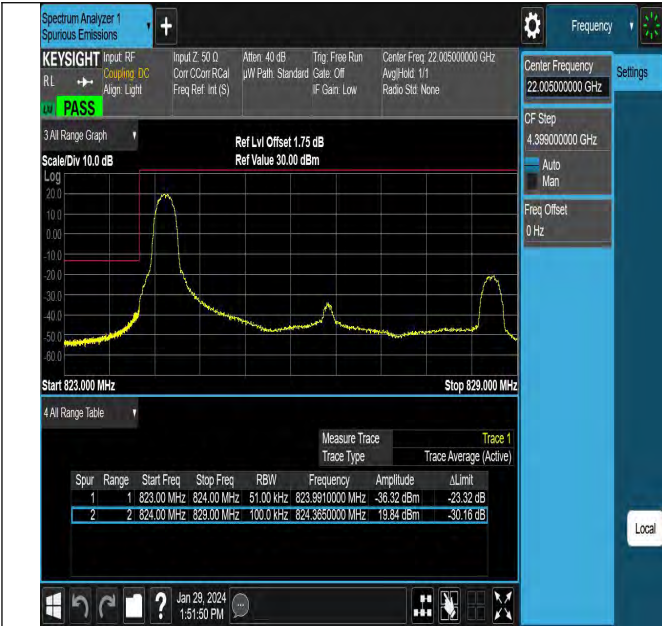 Spectrum Analyzer 1
Spurious Emissions
Frequency
KEYSIGHT
RL
Input: RF
Coupling: DC
Align: Light
Input Z: 50 Ω
Corr CCorr RCal
Freq Ref: Int (S)
Atten: 40 dB
µW Path: Standard
Trig: Free Run
Gate: Off
IF Gain: Low
Center Freq: 22.005000000 GHz
Avg|Hold: 1/1
Radio Std: None
PASS
Center Frequency
22.005000000 GHz
Settings
CF Step
4.399000000 GHz
Auto
Man
Freq Offset
0 Hz
3 All Range Graph
Scale/Div 10.0 dB
Ref Lvl Offset 1.75 dB
Ref Value 30.00 dBm
Log
20.0
10.0
0.00
-10.0
-20.0
-30.0
-40.0
-50.0
-60.0
Start 823.000 MHz
Stop 829.000 MHz
4 All Range Table
Measure Trace Trace 1
Trace Type Trace Average (Active)
Spur Range Start Freq Stop Freq RBW Frequency Amplitude ΔLimit
1 1 823.00 MHz 824.00 MHz 51.00 kHz 823.9910000 MHz -36.32 dBm -23.32 dB
2 2 824.00 MHz 829.00 MHz 100.0 kHz 824.3650000 MHz 19.84 dBm -30.16 dB
Local
Jan 29, 2024
1:51:50 PM